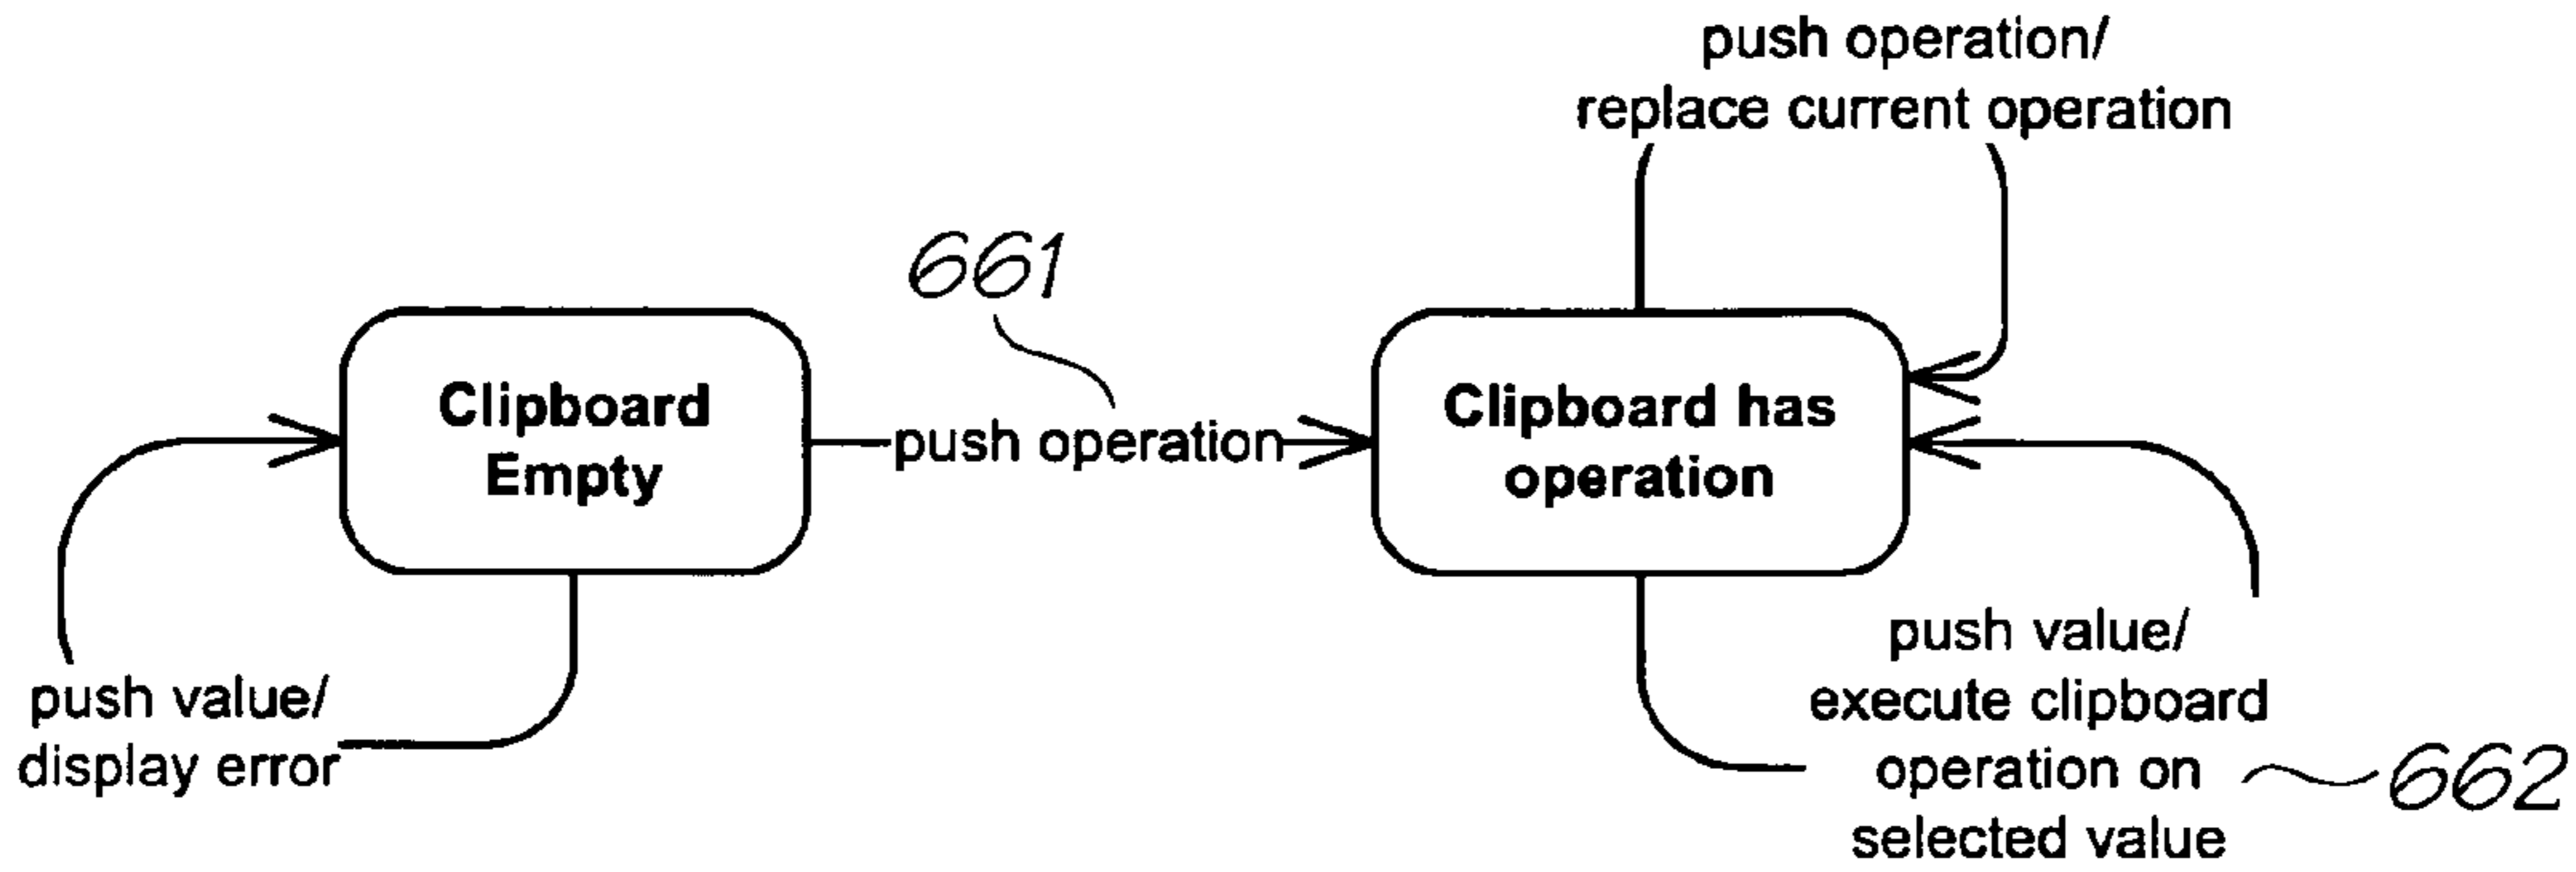 push operation/
replace current operation
661
Clipboard
Empty
push operation
Clipboard has
operation
push value/
display error
push value/
execute clipboard
operation on
selected value
662